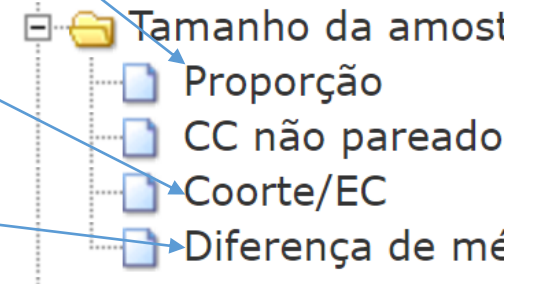 Tamanho da amost
Proporção
CC não pareado
Coorte/EC
Diferença de mé